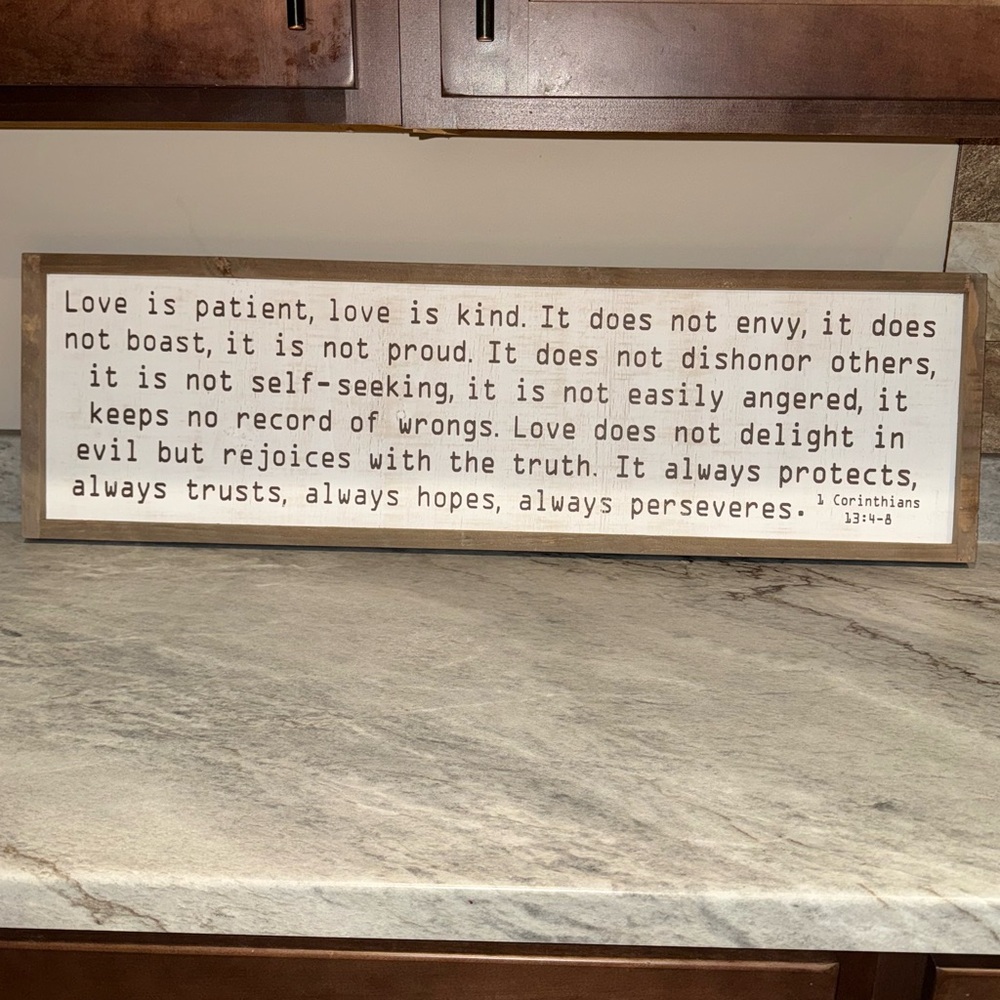 Love is patient, love is kind. It does not envy, it does
not boast, it is not proud. It does not dishonor others,
it is not self-seeking, it is not easily angered, it
keeps no record of wrongs. Love does not delight in
evil but rejoices with the truth. It always protects,
always trusts, always hopes, always perseveres.
1 Corinthians
13:4-8